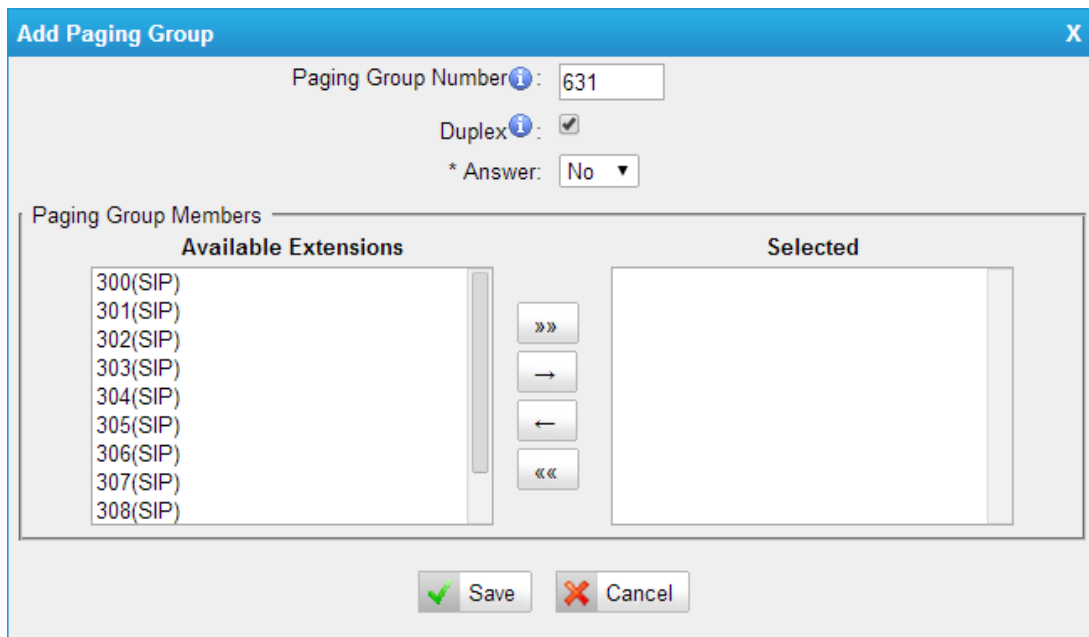 Add Paging Group X
Paging Group Number i : 631
Duplex i :
* Answer: No ▼
Paging Group Members
Available Extensions Selected
300(SIP)
301(SIP)
302(SIP)
303(SIP)
304(SIP)
305(SIP)
306(SIP)
307(SIP)
308(SIP)
»»
→
←
««
Save Cancel